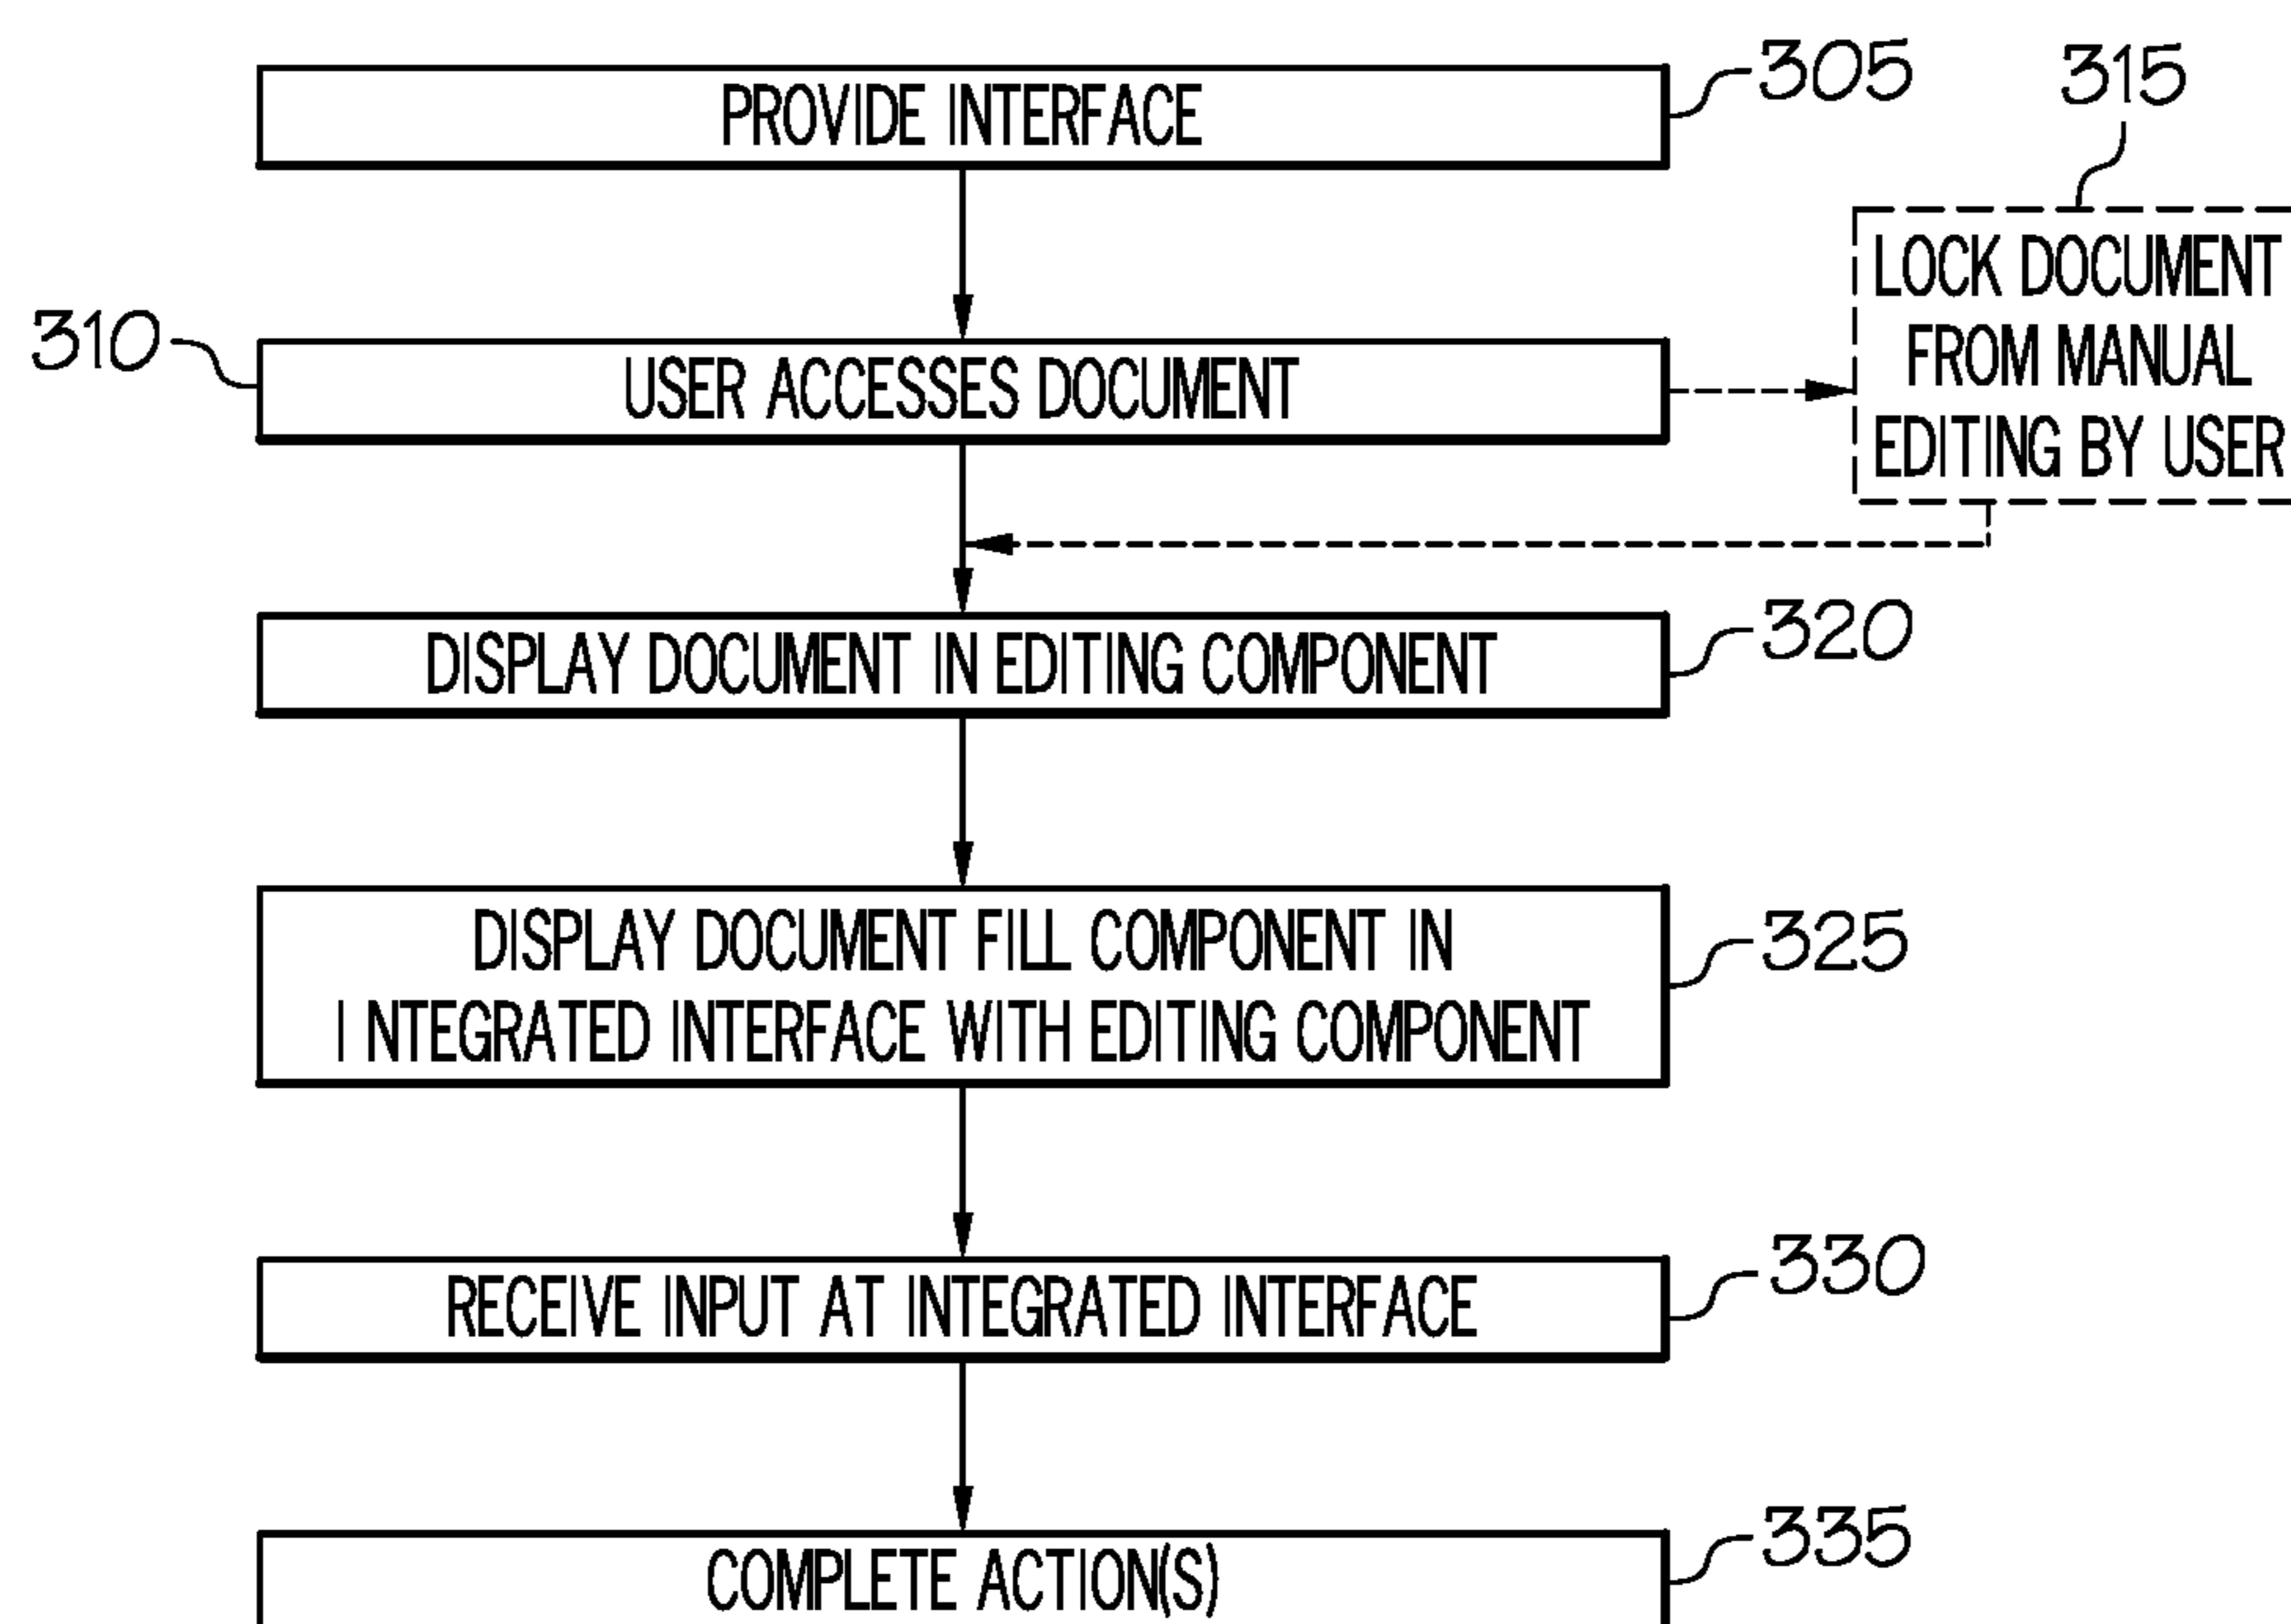 PROVIDE INTERFACE
305
315
LOCK DOCUMENT
FROM MANUAL
EDITING BY USER
310
USER ACCESSES DOCUMENT
DISPLAY DOCUMENT IN EDITING COMPONENT
320
DISPLAY DOCUMENT FILL COMPONENT IN
I NTEGRATED INTERFACE WITH EDITING COMPONENT
325
RECEIVE INPUT AT INTEGRATED INTERFACE
330
COMPLETE ACTION(S)
335